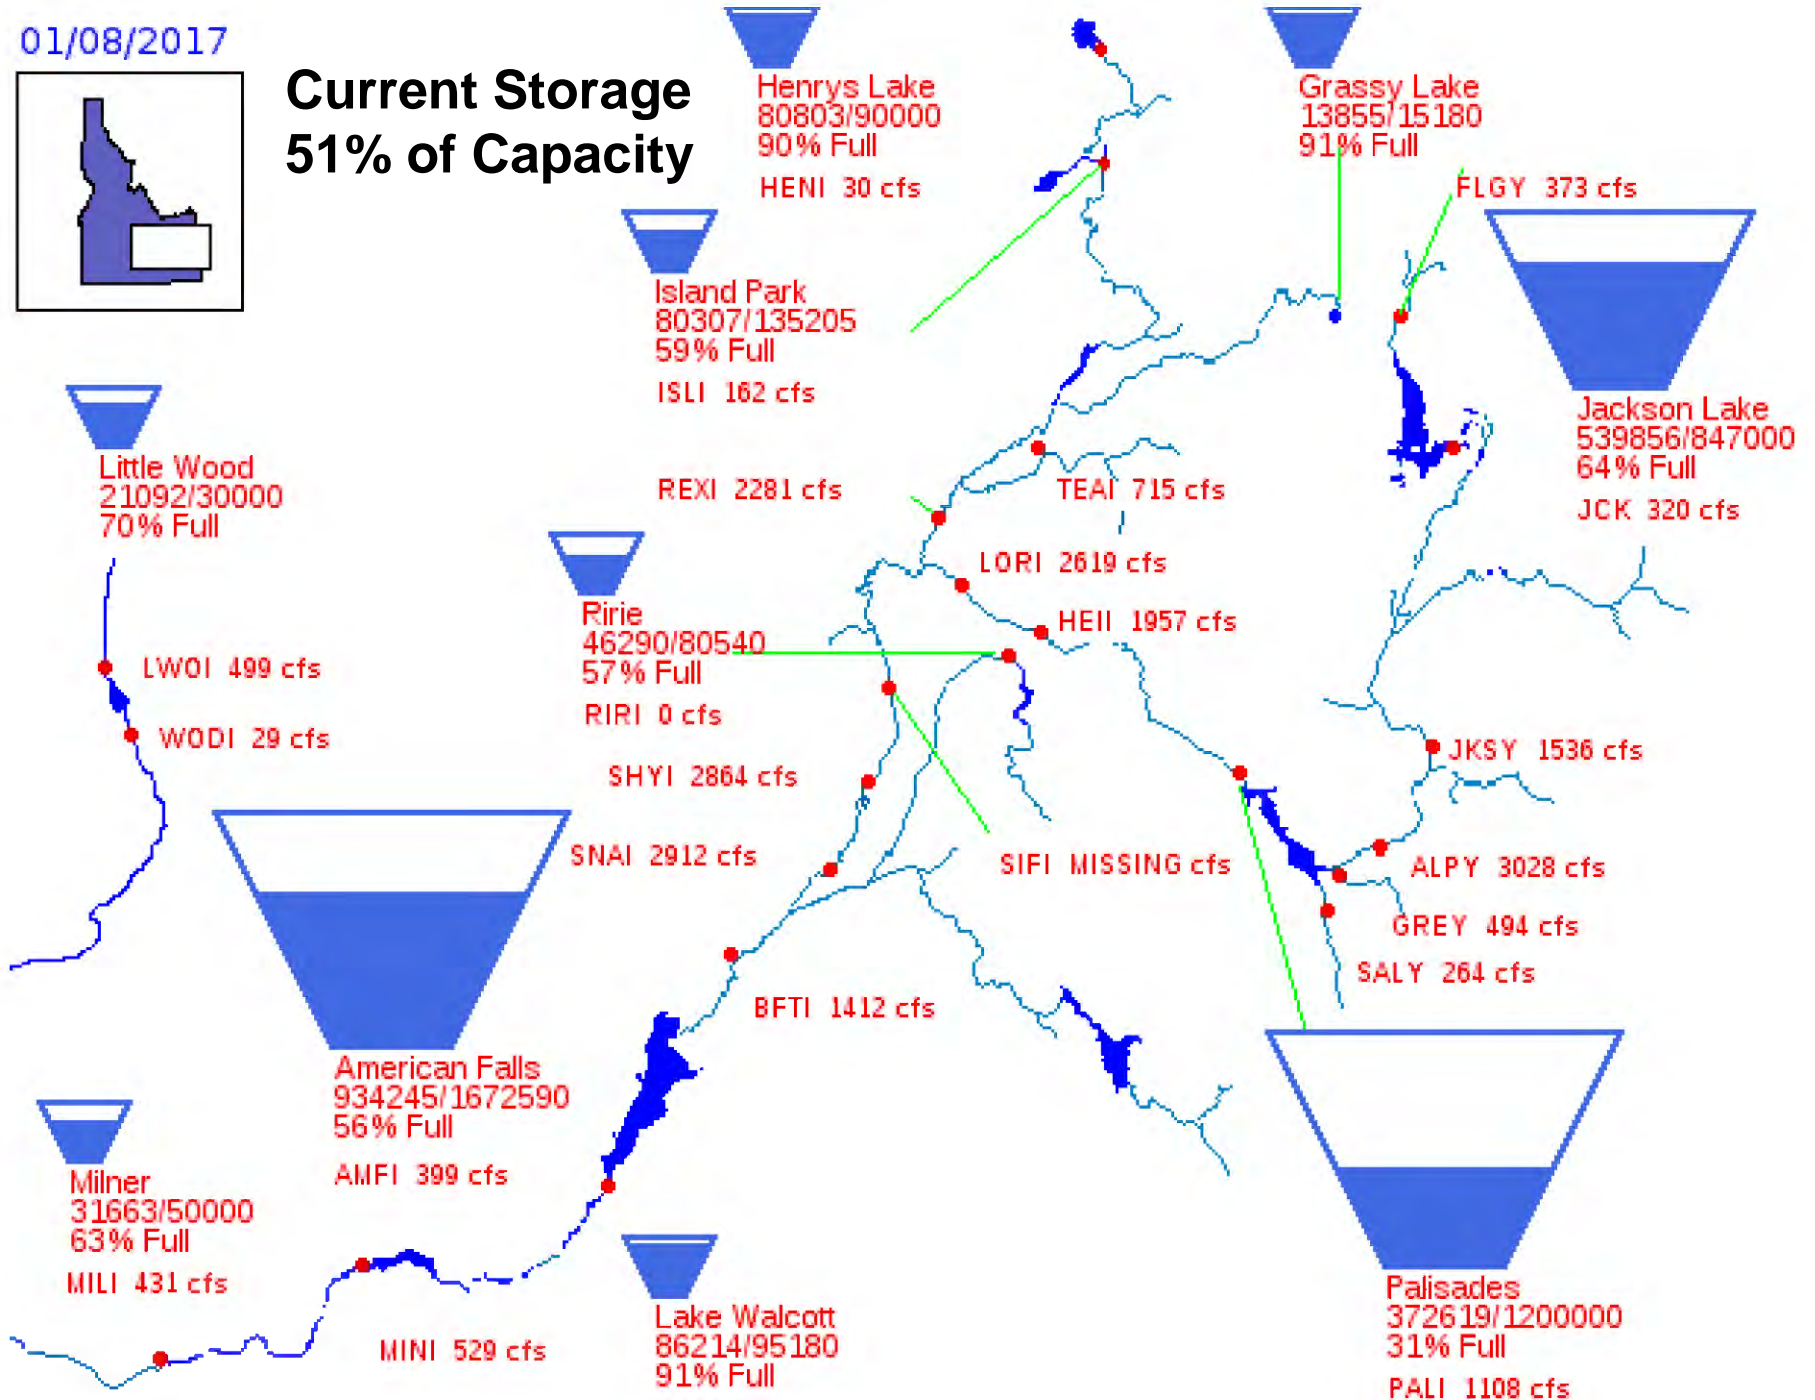 01/08/2017
Current Storage
51% of Capacity
Henrys Lake
80803/90000
90% Full
HENI 30 cfs
Grassy Lake
13855/15180
91% Full
FLGY 373 cfs
Island Park
80307/135205
59% Full
ISLI 162 cfs
Jackson Lake
539856/847000
64% Full
JCK 320 cfs
Little Wood
21092/30000
70% Full
REXI 2281 cfs
TEAI 715 cfs
LORI 2619 cfs
HEII 1957 cfs
Ririe
46290/80540
57% Full
RIRI 0 cfs
LWOI 499 cfs
WODI 29 cfs
JKSY 1536 cfs
SHYI 2864 cfs
SNAI 2912 cfs
SIFI MISSING cfs
ALPY 3028 cfs
GREY 494 cfs
SALY 264 cfs
BFTI 1412 cfs
American Falls
934245/1672590
56% Full
AMFI 399 cfs
Milner
31663/50000
63% Full
MILI 431 cfs
MINI 529 cfs
Lake Walcott
86214/95180
91% Full
Palisades
372619/1200000
31% Full
PALI 1108 cfs